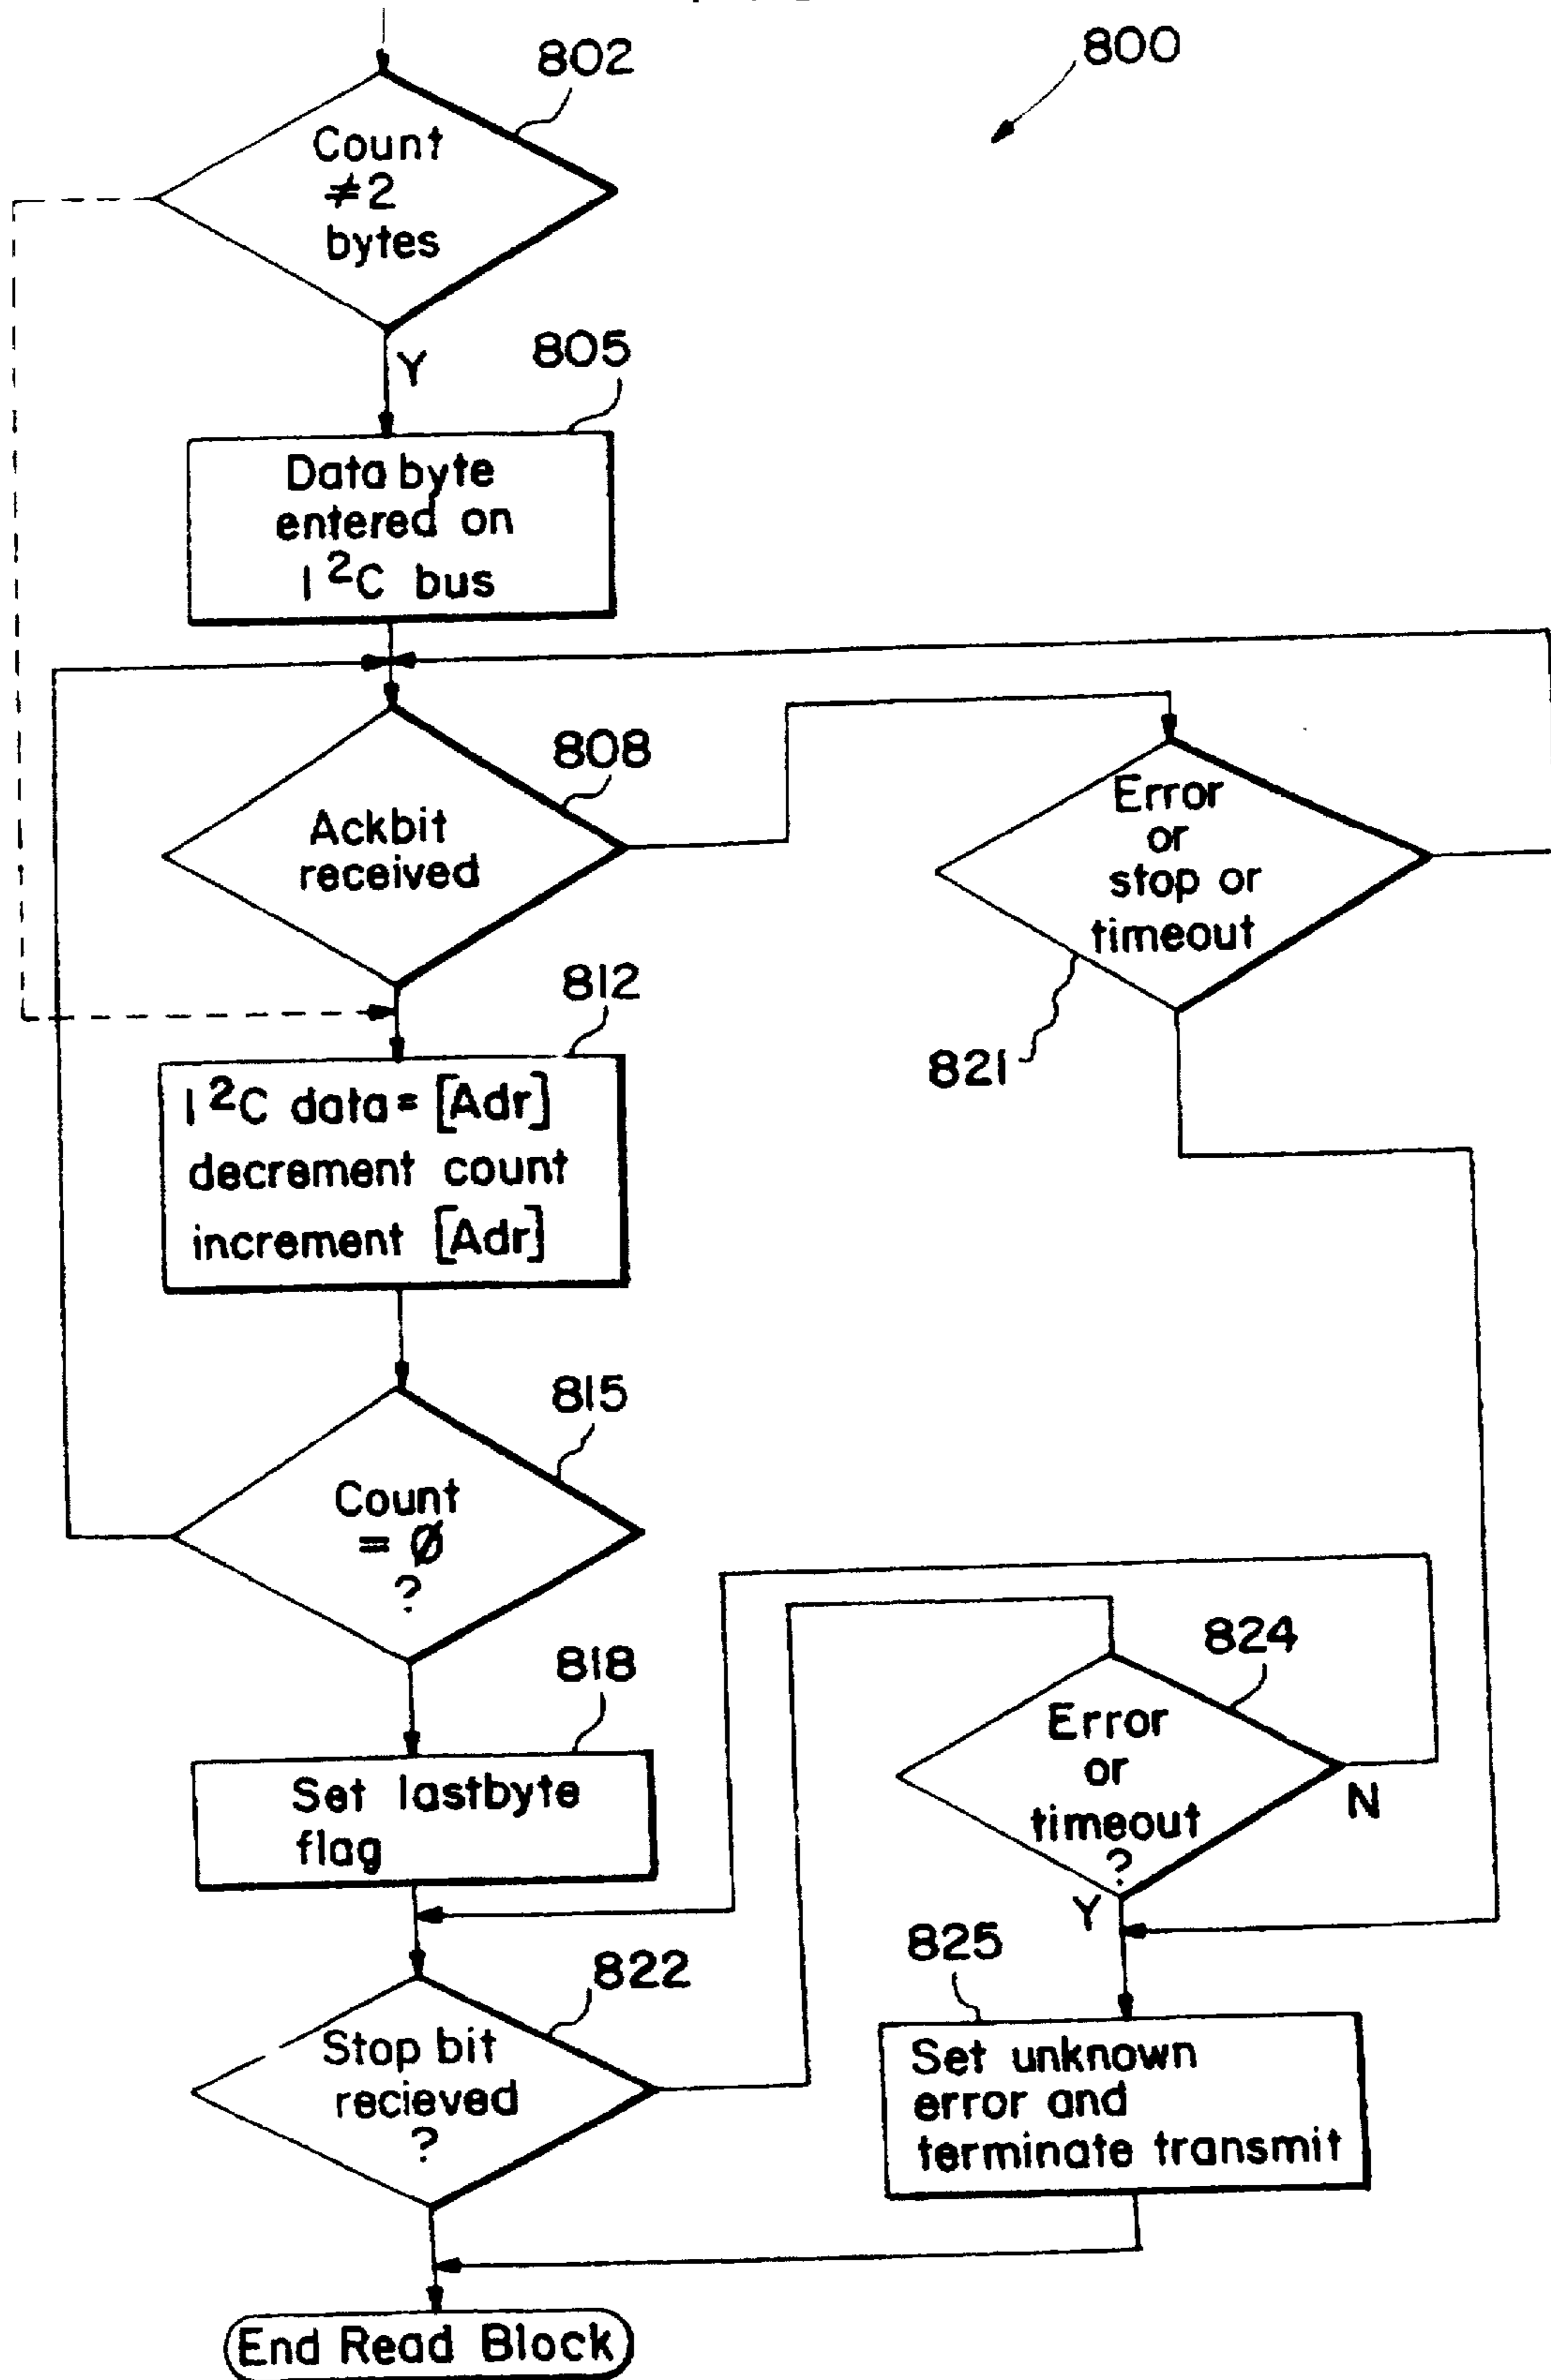 800
802
Count
≠2
bytes
Y
805
Data byte
entered on
I²C bus
808
Ackbit
received
Error
or
stop or
timeout
821
812
I²C data = [Adr]
decrement count
increment [Adr]
815
Count
= Ø
?
818
Set lastbyte
flag
824
Error
or
timeout
?
N
Y
822
Stop bit
recieved
?
825
Set unknown
error and
terminate transmit
End Read Block